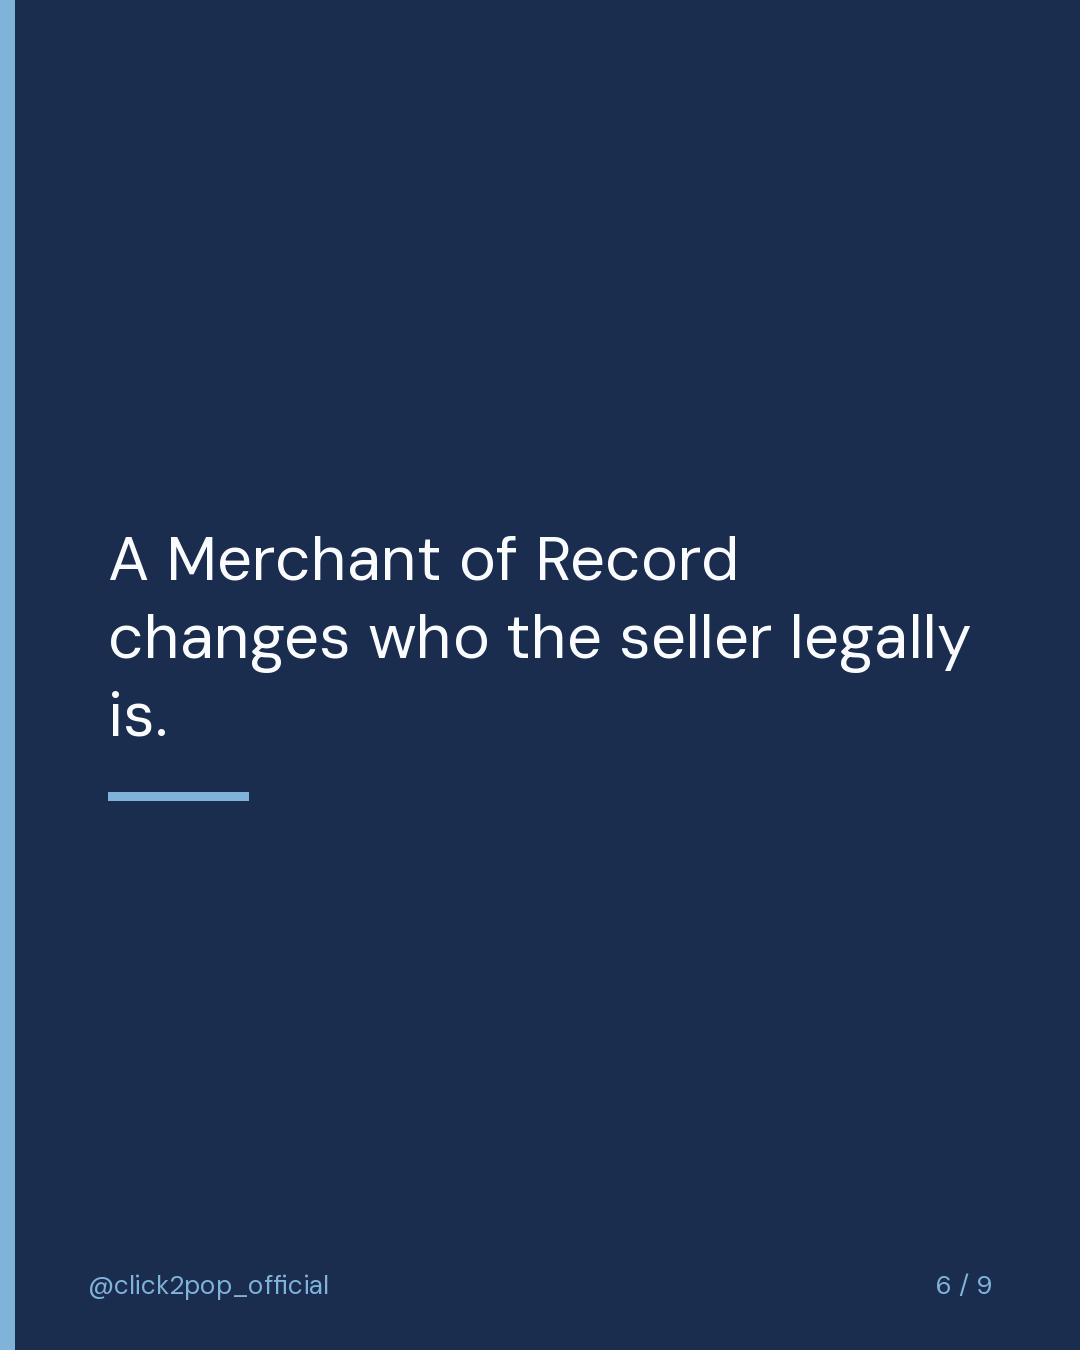 A Merchant of Record
changes who the seller legally
is.
@click2pop_official
6 / 9